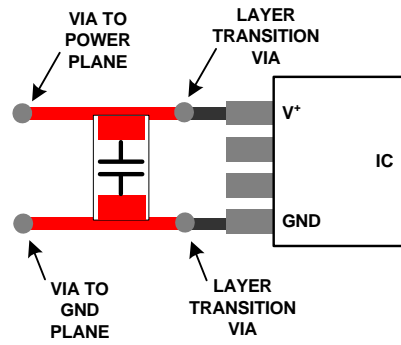 VIA TO
POWER
PLANE
LAYER
TRANSITION
VIA
V+
IC
GND
VIA TO
GND
PLANE
LAYER
TRANSITION
VIA